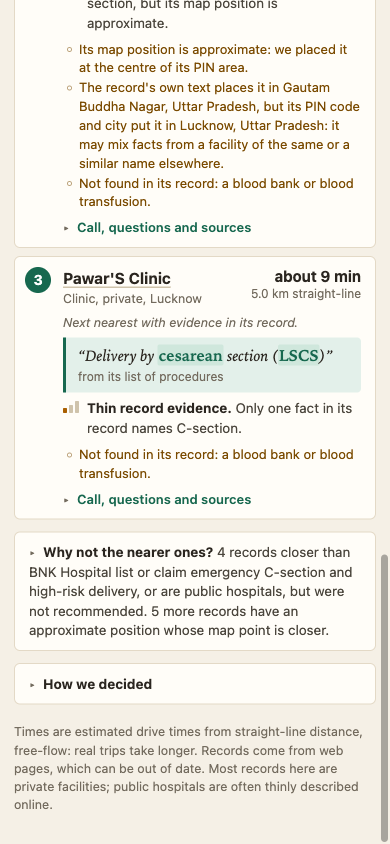 section, but its map position is
approximate.
Its map position is approximate: we placed it
at the centre of its PIN area.
The record's own text places it in Gautam
Buddha Nagar, Uttar Pradesh, but its PIN code
and city put it in Lucknow, Uttar Pradesh: it
may mix facts from a facility of the same or a
similar name elsewhere.
Not found in its record: a blood bank or blood
transfusion.
Call, questions and sources
3
Pawar'S Clinic
about 9 min
Clinic, private, Lucknow
5.0 km straight-line
Next nearest with evidence in its record.
“Delivery by cesarean section (LSCS)”
from its list of procedures
Thin record evidence. Only one fact in its
record names C-section.
Not found in its record: a blood bank or blood
transfusion.
Call, questions and sources
Why not the nearer ones? 4 records closer than
BNK Hospital list or claim emergency C-section and
high-risk delivery, or are public hospitals, but were
not recommended. 5 more records have an
approximate position whose map point is closer.
How we decided
Times are estimated drive times from straight-line distance,
free-flow: real trips take longer. Records come from web
pages, which can be out of date. Most records here are
private facilities; public hospitals are often thinly described
online.